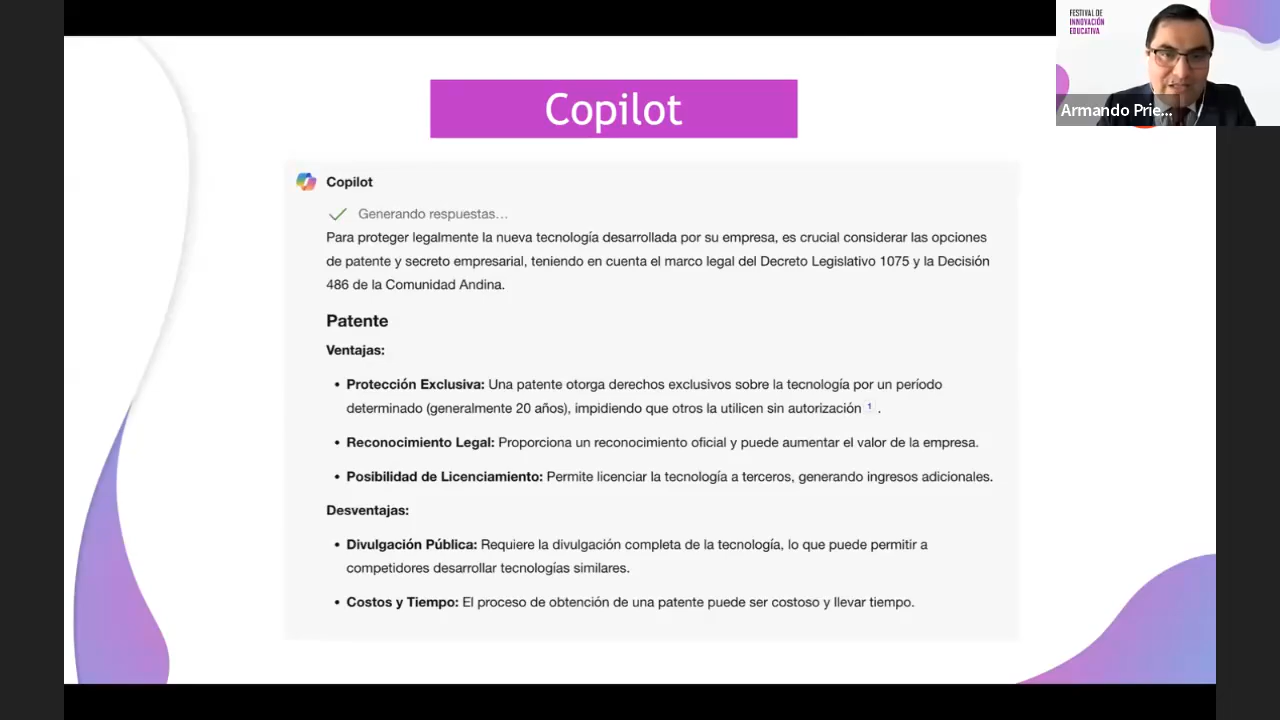 FESTIVAL DE
INNOVACIÓN
EDUCATIVA
Armando Prie...
Copilot
Copilot
Generando respuestas...
Para proteger legalmente la nueva tecnología desarrollada por su empresa, es crucial considerar las opciones
de patente y secreto empresarial, teniendo en cuenta el marco legal del Decreto Legislativo 1075 y la Decisión
486 de la Comunidad Andina.
Patente
Ventajas:
• Protección Exclusiva: Una patente otorga derechos exclusivos sobre la tecnología por un período
determinado (generalmente 20 años), impidiendo que otros la utilicen sin autorización 1 .
• Reconocimiento Legal: Proporciona un reconocimiento oficial y puede aumentar el valor de la empresa.
• Posibilidad de Licenciamiento: Permite licenciar la tecnología a terceros, generando ingresos adicionales.
Desventajas:
• Divulgación Pública: Requiere la divulgación completa de la tecnología, lo que puede permitir a
competidores desarrollar tecnologías similares.
• Costos y Tiempo: El proceso de obtención de una patente puede ser costoso y llevar tiempo.